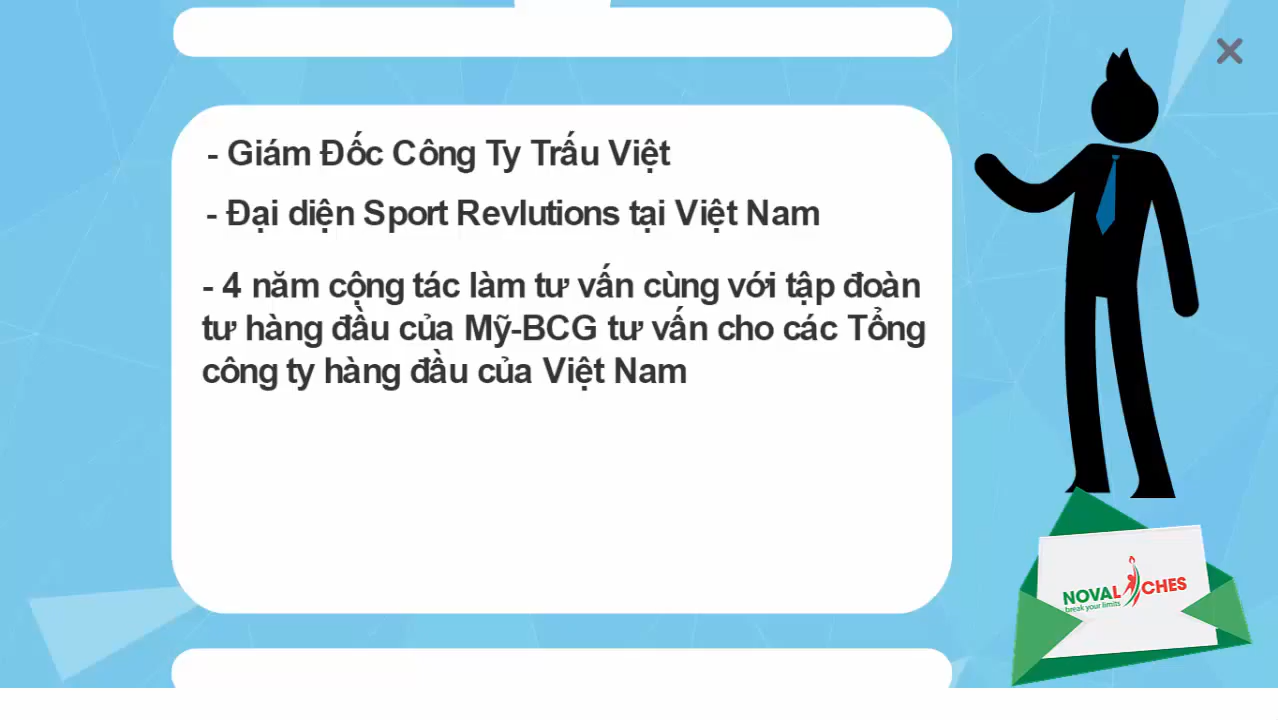 - Giám Đốc Công Ty Trấu Việt
- Đại diện Sport Revlutions tại Việt Nam
- 4 năm cộng tác làm tư vấn cùng với tập đoàn
tư hàng đầu của Mỹ-BCG tư vấn cho các Tổng
công ty hàng đầu của Việt Nam
NOVAL CHES
break your limits